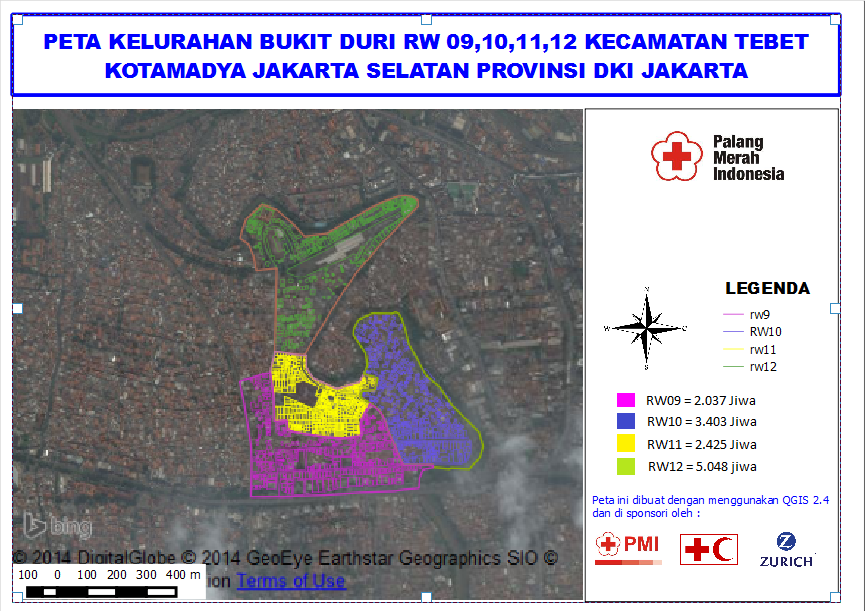 PETA KELURAHAN BUKIT DURI RW 09,10,11,12 KECAMATAN TEBET
KOTAMADYA JAKARTA SELATAN PROVINSI DKI JAKARTA
Palang
Merah
Indonesia
LEGENDA
N
W
S
rw9
RW10
rw11
rw12
RW09 = 2.037 Jiwa
RW10 = 3.403 Jiwa
RW11 = 2.425 Jiwa
RW12 = 5.048 jiwa
Peta ini dibuat dengan menggunakan QGIS 2.4
dan di sponsori oleh :
PMI
ZURICH
bing
© 2014 DigitalGlobe © 2014 GeoEye Earthstar Geographics SIO ©
ion Terms of Use
100 0 100 200 300 400 m